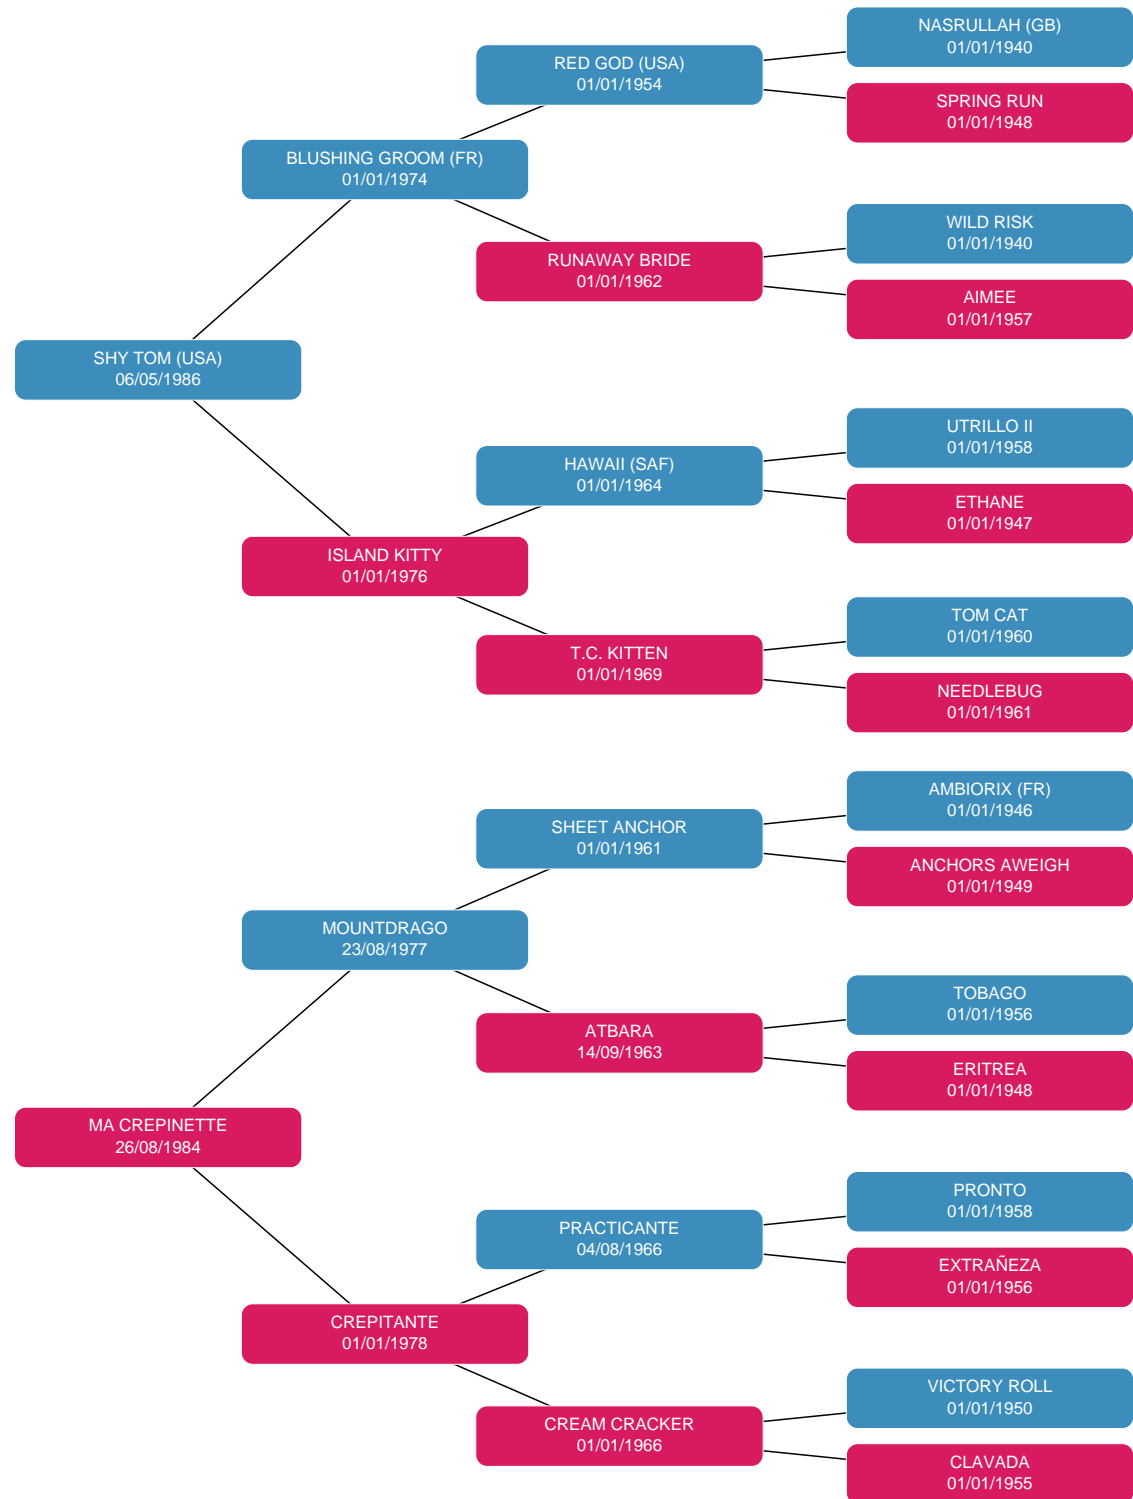 NASRULLAH (GB)
01/01/1940
RED GOD (USA)
01/01/1954
SPRING RUN
01/01/1948
BLUSHING GROOM (FR)
01/01/1974
WILD RISK
01/01/1940
RUNAWAY BRIDE
01/01/1962
AIMEE
01/01/1957
SHY TOM (USA)
06/05/1986
UTRILLO II
01/01/1958
HAWAII (SAF)
01/01/1964
ETHANE
01/01/1947
ISLAND KITTY
01/01/1976
TOM CAT
01/01/1960
T.C. KITTEN
01/01/1969
NEEDLEBUG
01/01/1961
AMBIORIX (FR)
01/01/1946
SHEET ANCHOR
01/01/1961
ANCHORS AWEIGH
01/01/1949
MOUNTDRAGO
23/08/1977
TOBAGO
01/01/1956
ATBARA
14/09/1963
ERITREA
01/01/1948
MA CREPINETTE
26/08/1984
PRONTO
01/01/1958
PRACTICANTE
04/08/1966
EXTRAÑEZA
01/01/1956
CREPITANTE
01/01/1978
VICTORY ROLL
01/01/1950
CREAM CRACKER
01/01/1966
CLAVADA
01/01/1955